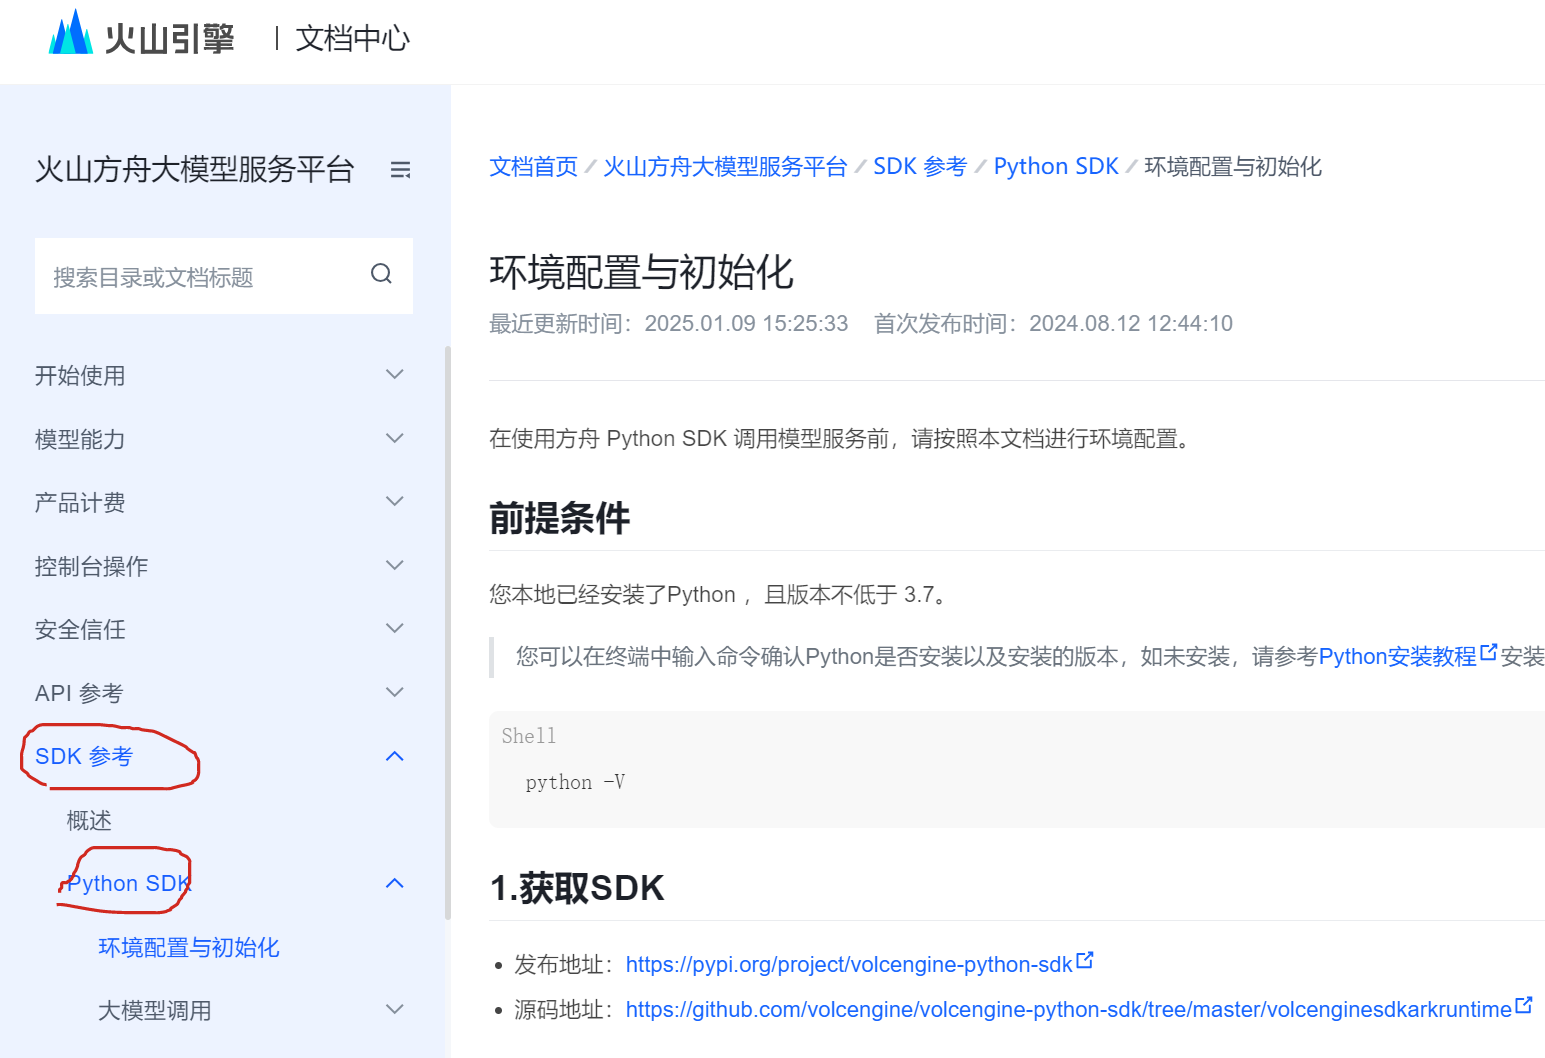 火山引擎 | 文档中心
火山方舟大模型服务平台
搜索目录或文档标题
开始使用
模型能力
产品计费
控制台操作
安全信任
API 参考
SDK 参考
概述
Python SDK
环境配置与初始化
大模型调用
文档首页 / 火山方舟大模型服务平台 / SDK 参考 / Python SDK / 环境配置与初始化
环境配置与初始化
最近更新时间：2025.01.09 15:25:33 首次发布时间：2024.08.12 12:44:10
在使用方舟 Python SDK 调用模型服务前，请按照本文档进行环境配置。
前提条件
您本地已经安装了Python ，且版本不低于 3.7。
您可以在终端中输入命令确认Python是否安装以及安装的版本，如未安装，请参考Python安装教程安装
Shell
python -V
1.获取SDK
• 发布地址：https://pypi.org/project/volcengine-python-sdk
• 源码地址：https://github.com/volcengine/volcengine-python-sdk/tree/master/volcenginesdkarkruntime